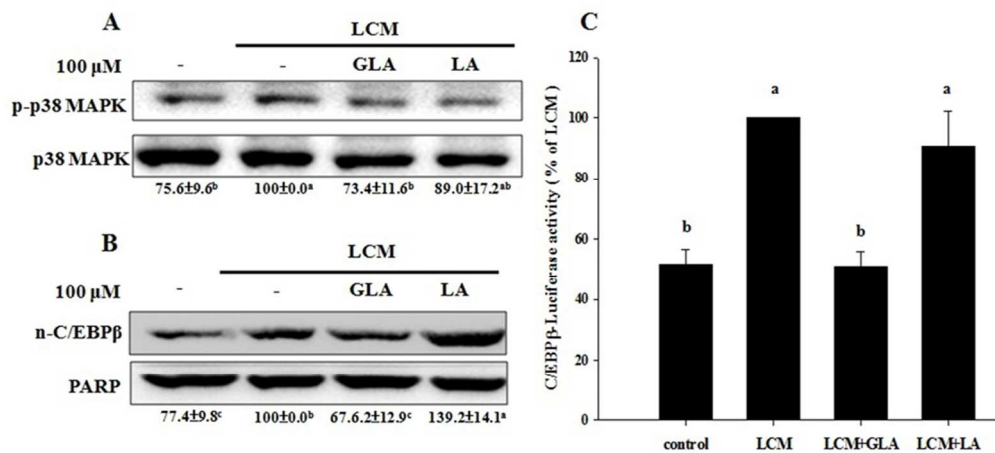 A
LCM
100 μM - - GLA LA
p-p38 MAPK
p38 MAPK
75.6±9.6b 100±0.0a 73.4±11.6b 89.0±17.2ab
B
LCM
100 μM - - GLA LA
n-C/EBPβ
PARP
77.4±9.8c 100±0.0b 67.6.2±12.9c 139.2±14.1a
C
C/EBPβ-Luciferase activity (% of LCM)
120
100
80
60
40
20
0
b a b a
control LCM LCM+GLA LCM+LA